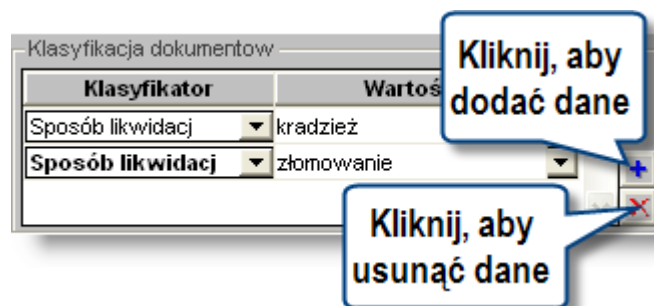 Klasyfikacja dokumentow
Klasyfikator Wartoś
Sposób likwidacj kradzież
Sposób likwidacj złomowanie
Kliknij, aby
dodać dane
Kliknij, aby
usunąć dane